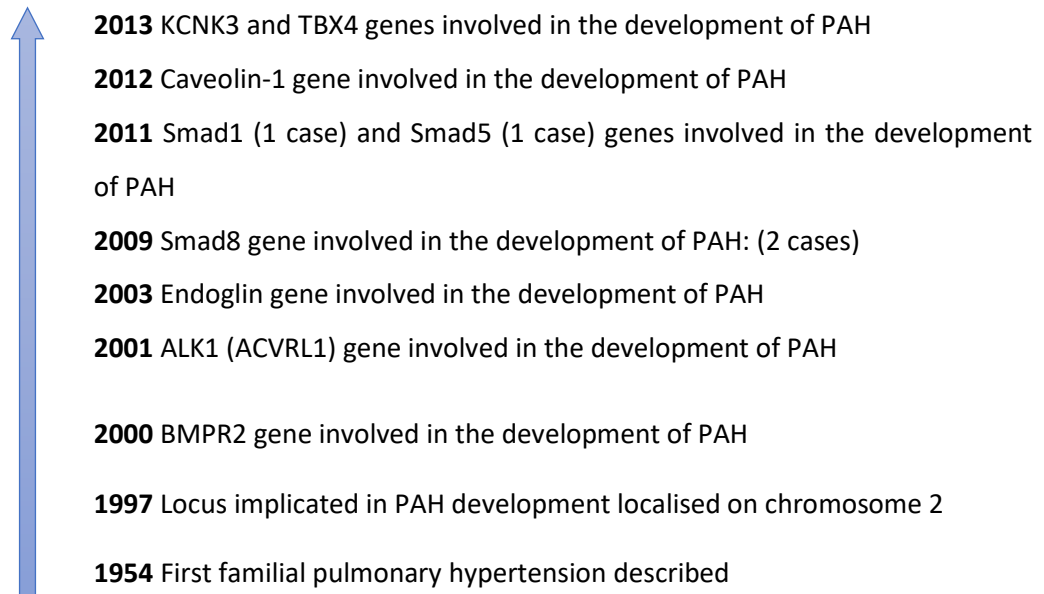 2013 KCNK3 and TBX4 genes involved in the development of PAH
2012 Caveolin-1 gene involved in the development of PAH
2011 Smad1 (1 case) and Smad5 (1 case) genes involved in the development
of PAH
2009 Smad8 gene involved in the development of PAH: (2 cases)
2003 Endoglin gene involved in the development of PAH
2001 ALK1 (ACVRL1) gene involved in the development of PAH
2000 BMPR2 gene involved in the development of PAH
1997 Locus implicated in PAH development localised on chromosome 2
1954 First familial pulmonary hypertension described